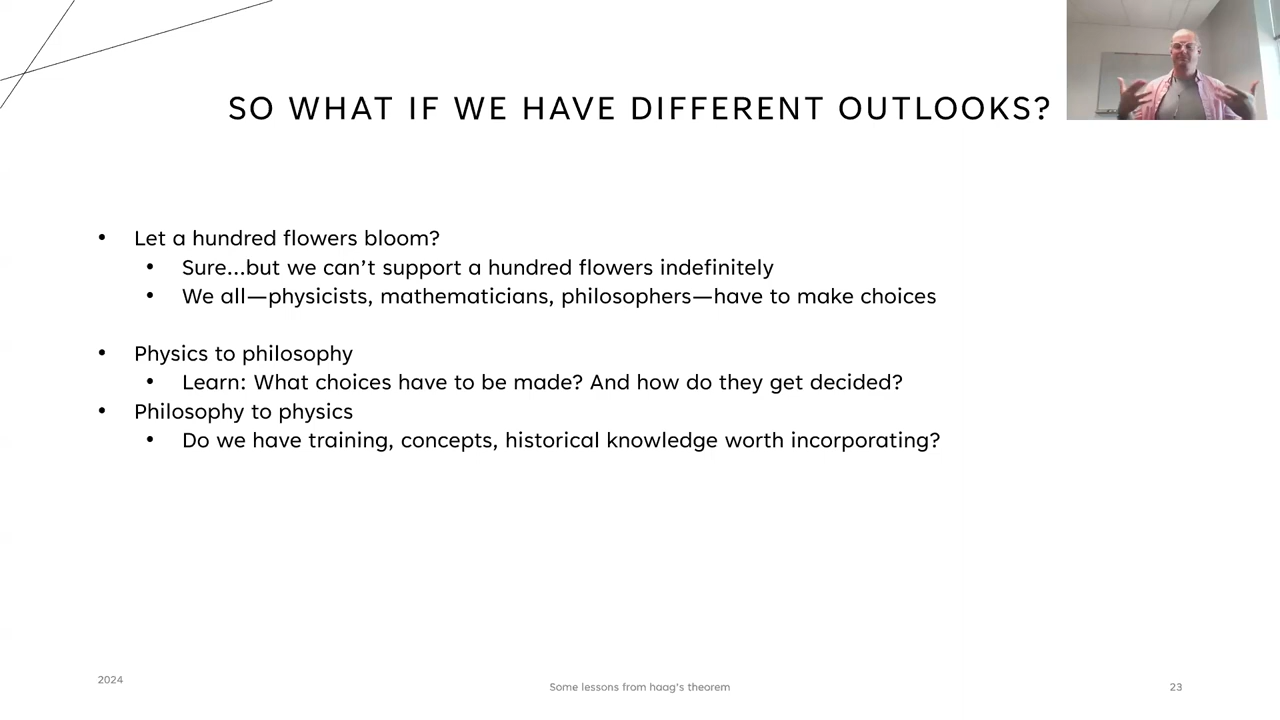 SO WHAT IF WE HAVE DIFFERENT OUTLOOKS?
• Let a hundred flowers bloom?
• Sure...but we can’t support a hundred flowers indefinitely
• We all—physicists, mathematicians, philosophers—have to make choices
• Physics to philosophy
• Learn: What choices have to be made? And how do they get decided?
• Philosophy to physics
• Do we have training, concepts, historical knowledge worth incorporating?
2024
Some lessons from haag’s theorem
23